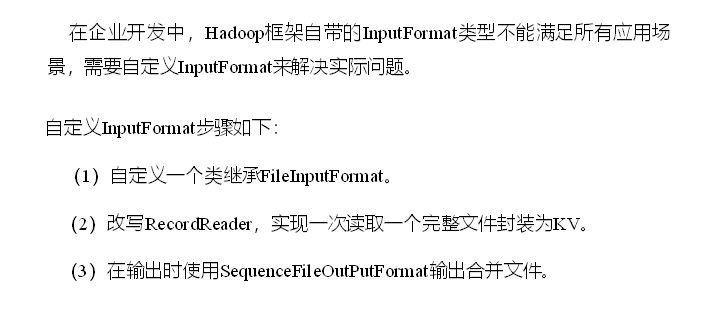 在企业开发中，Hadoop框架自带的InputFormat类型不能满足所有应用场
景，需要自定义InputFormat来解决实际问题。
自定义InputFormat步骤如下：
（1）自定义一个类继承FileInputFormat。
（2）改写RecordReader，实现一次读取一个完整文件封装为KV。
（3）在输出时使用SequenceFileOutPutFormat输出合并文件。